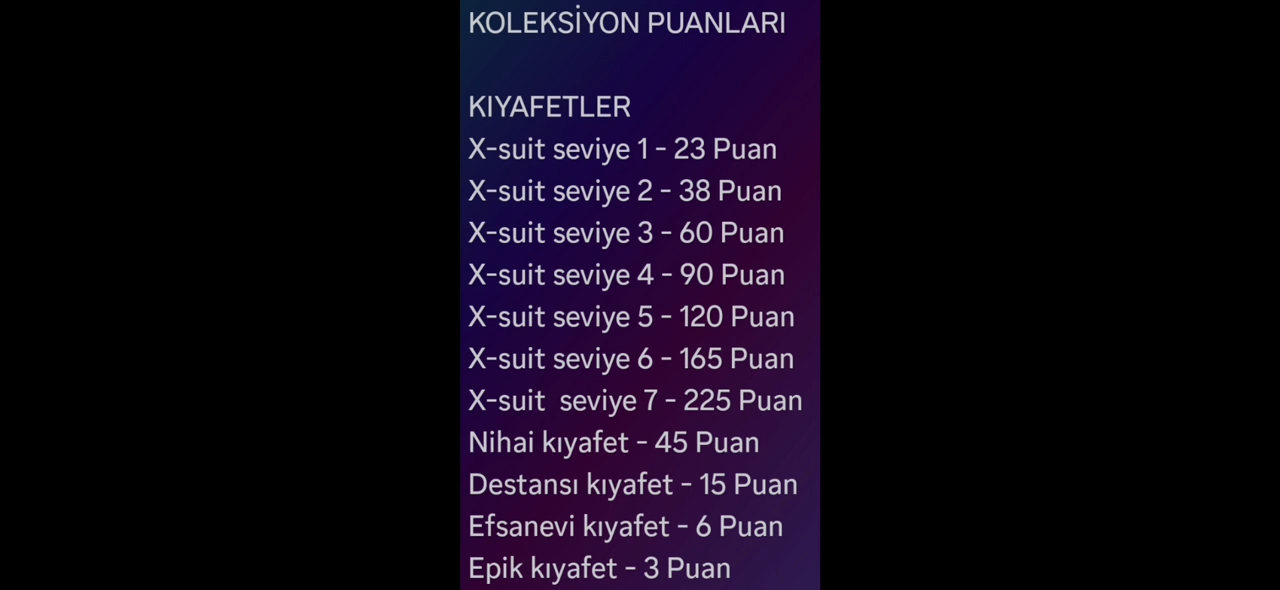 KOLEKSİYON PUANLARI
KIYAFETLER
X-suit seviye 1 - 23 Puan
X-suit seviye 2 - 38 Puan
X-suit seviye 3 - 60 Puan
X-suit seviye 4 - 90 Puan
X-suit seviye 5 - 120 Puan
X-suit seviye 6 - 165 Puan
X-suit  seviye 7 - 225 Puan
Nihai kıyafet - 45 Puan
Destansı kıyafet - 15 Puan
Efsanevi kıyafet - 6 Puan
Epik kıyafet - 3 Puan